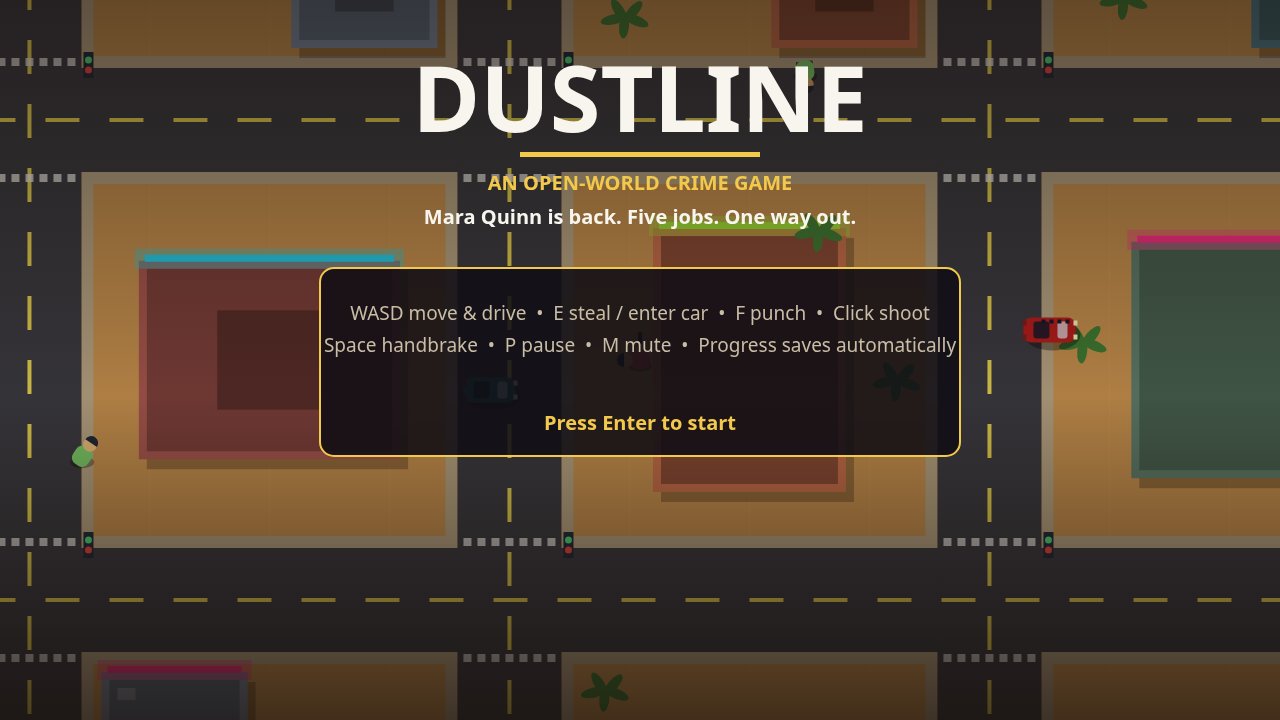 DUSTLINE
AN OPEN-WORLD CRIME GAME
Mara Quinn is back. Five jobs. One way out.
WASD move & drive • E steal / enter car • F punch • Click shoot
Space handbrake • P pause • M mute • Progress saves automatically
Press Enter to start